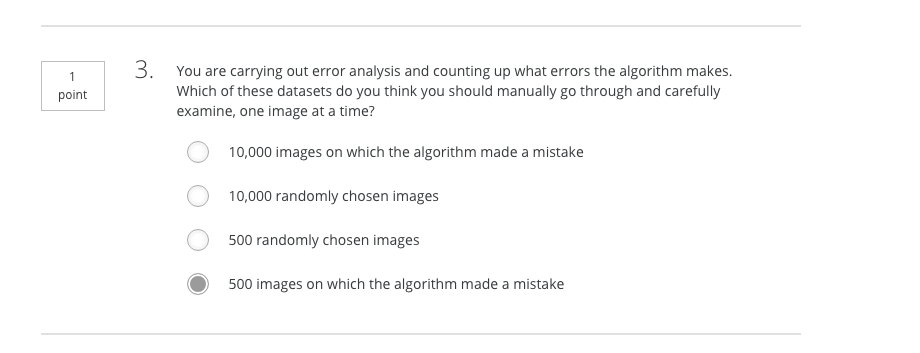 1
point
3.
You are carrying out error analysis and counting up what errors the algorithm makes.
Which of these datasets do you think you should manually go through and carefully
examine, one image at a time?
10,000 images on which the algorithm made a mistake
10,000 randomly chosen images
500 randomly chosen images
500 images on which the algorithm made a mistake